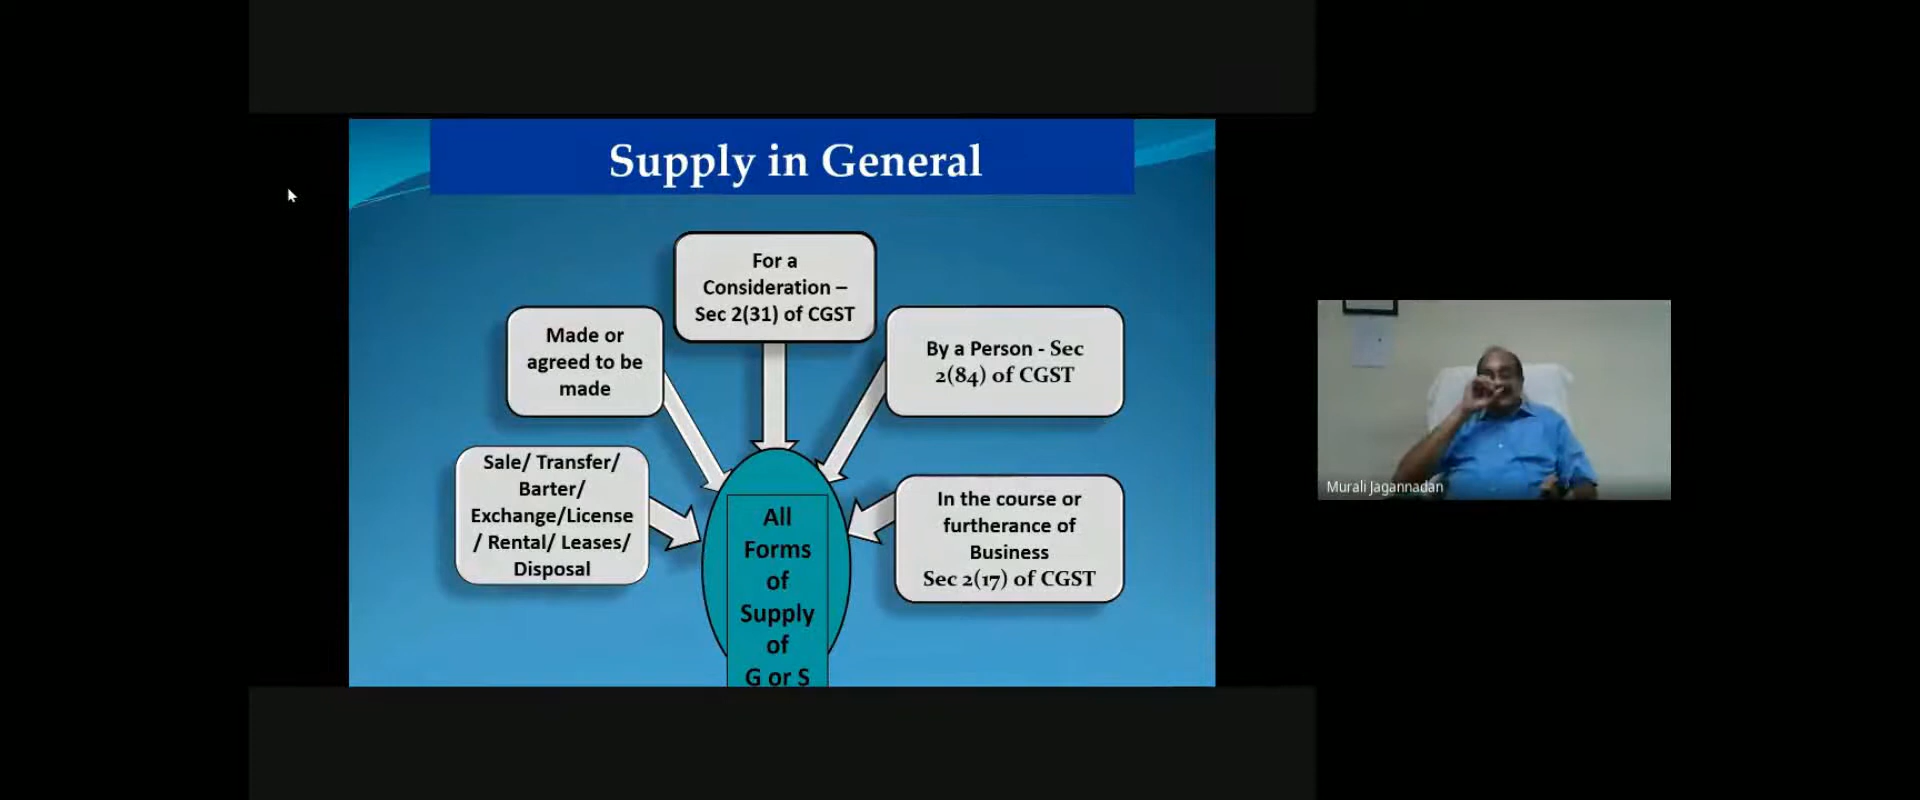 Supply in General
For a
Consideration –
Sec 2(31) of CGST
Made or
agreed to be
made
By a Person - Sec
2(84) of CGST
Sale/ Transfer/
Barter/
Exchange/License
/ Rental/ Leases/
Disposal
In the course or
furtherance of
Business
Sec 2(17) of CGST
All
Forms
of
Supply
of
G or S
Murali Jagannadan